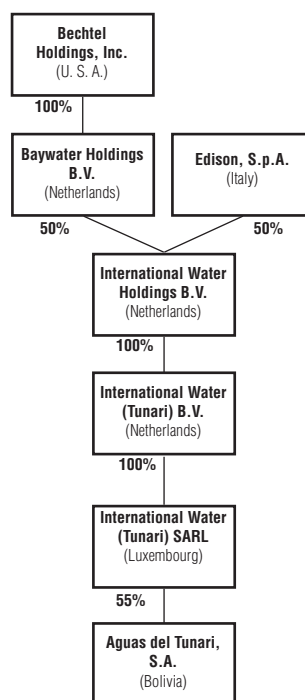 Bechtel
Holdings, Inc.
(U. S. A.)
100%
Baywater Holdings
B.V.
(Netherlands)
Edison, S.p.A.
(Italy)
50%
50%
International Water
Holdings B.V.
(Netherlands)
100%
International Water
(Tunari) B.V.
(Netherlands)
100%
International Water
(Tunari) SARL
(Luxembourg)
55%
Aguas del Tunari,
S.A.
(Bolivia)